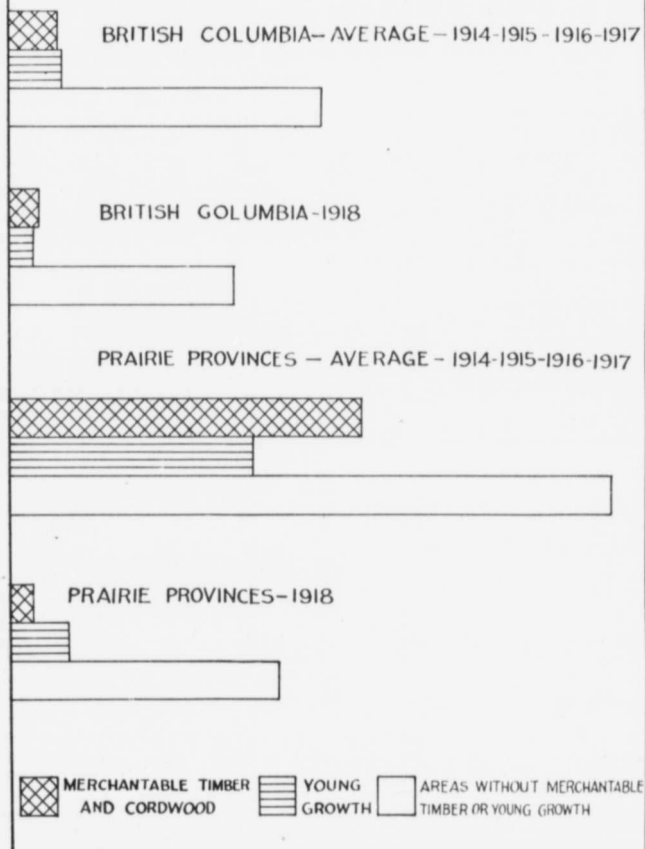 BRITISH COLUMBIA—AVERAGE—1914-1915-1916-1917
BRITISH GOLUMBIA-1918
PRAIRIE PROVINCES — AVERAGE - 1914-1915-1916-1917
PRAIRIE PROVINCES-1918
MERCHANTABLE TIMBER
AND CORDWOOD
YOUNG
GROWTH
AREAS WITHOUT MERCHANTABLE
TIMBER OR YOUNG GROWTH